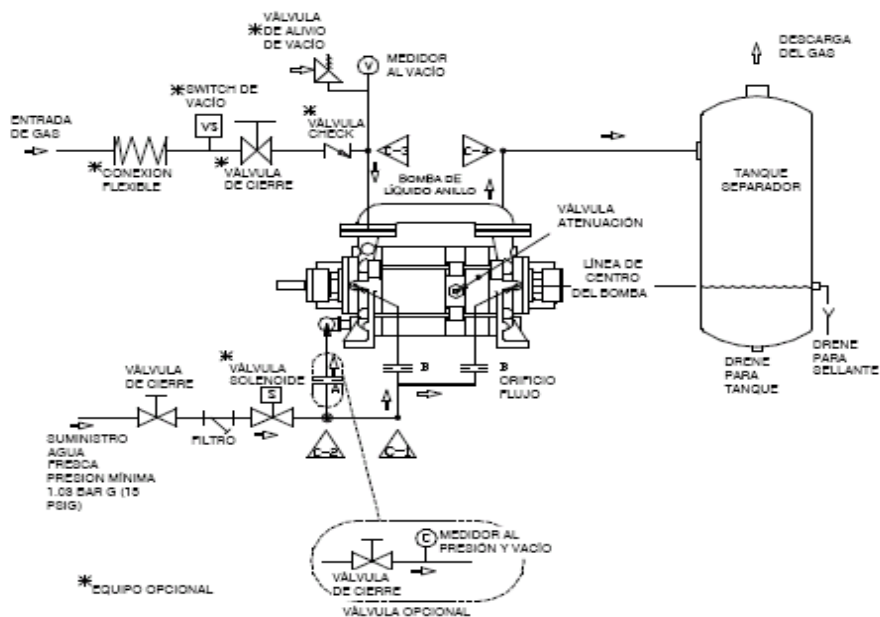 VÁLVULA
*DE ALIVIO
DE VACÍO
V
MEDIDOR
AL VACÍO
DESCARGA
DEL GAS
*SWITCH DE
VACÍO
VS
ENTRADA
DE GAS
*
VÁLVULA
CHECK
*CONEXION
FLEXIBLE
*VÁLVULA
DE CIERRE
C-3
C-4
BOMBA DE
LÍQUIDO ANILLO
TANQUE
SEPARADOR
VÁLVULA
ATENUACIÓN
LÍNEA DE
CENTRO
DEL BOMBA
DRENE
PARA
SELLANTE
DRENE
PARA
TANQUE
*
VÁLVULA
SOLENOIDE
S
VÁLVULA
DE CIERRE
A
B
B
ORIFICIO
FLUJO
FILTRO
C-2
C-1
SUMINISTRO
AGUA
FRESCA
PRESION MÍNIMA
1.03 BAR G (15
PSIG)
C
MEDIDOR AL
PRESIÓN Y VACÍO
VÁLVULA
DE CIERRE
*EQUIPO OPCIONAL
VÁLVULA OPCIONAL